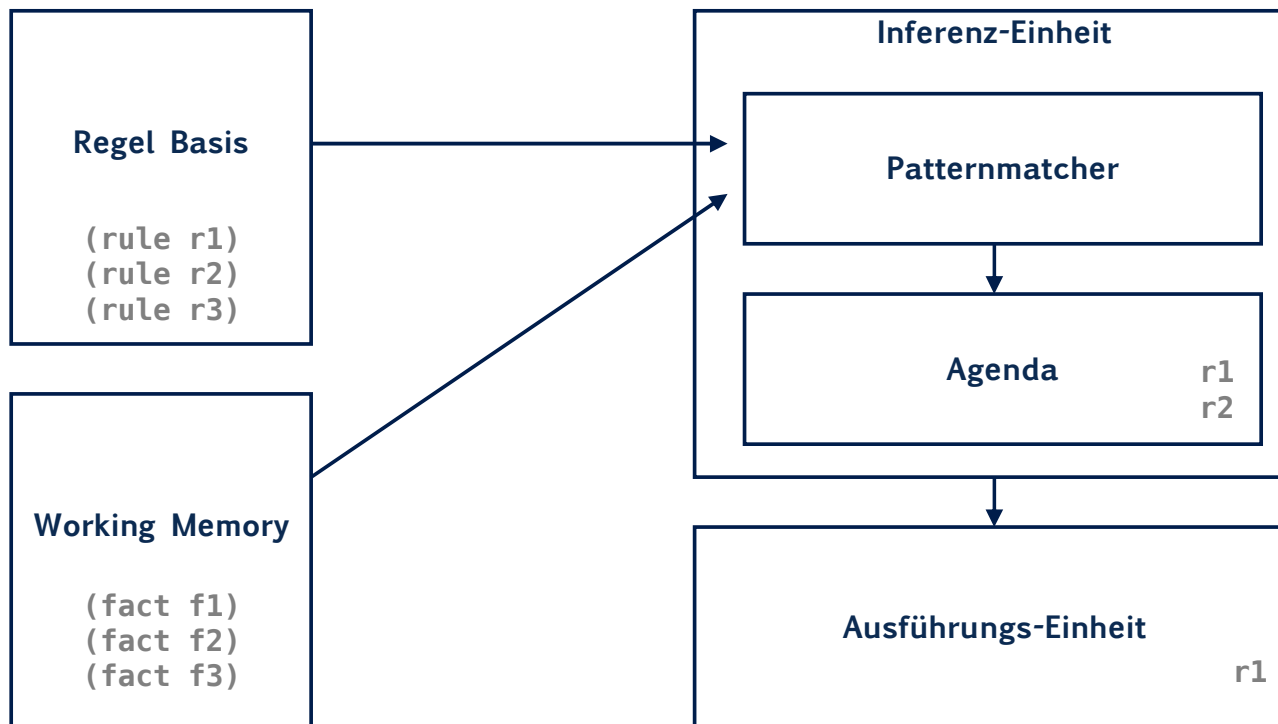 Regel Basis
(rule r1)
(rule r2)
(rule r3)
Working Memory
(fact f1)
(fact f2)
(fact f3)
Inferenz-Einheit
Patternmatcher
Agenda
r1
r2
Ausführungs-Einheit
r1